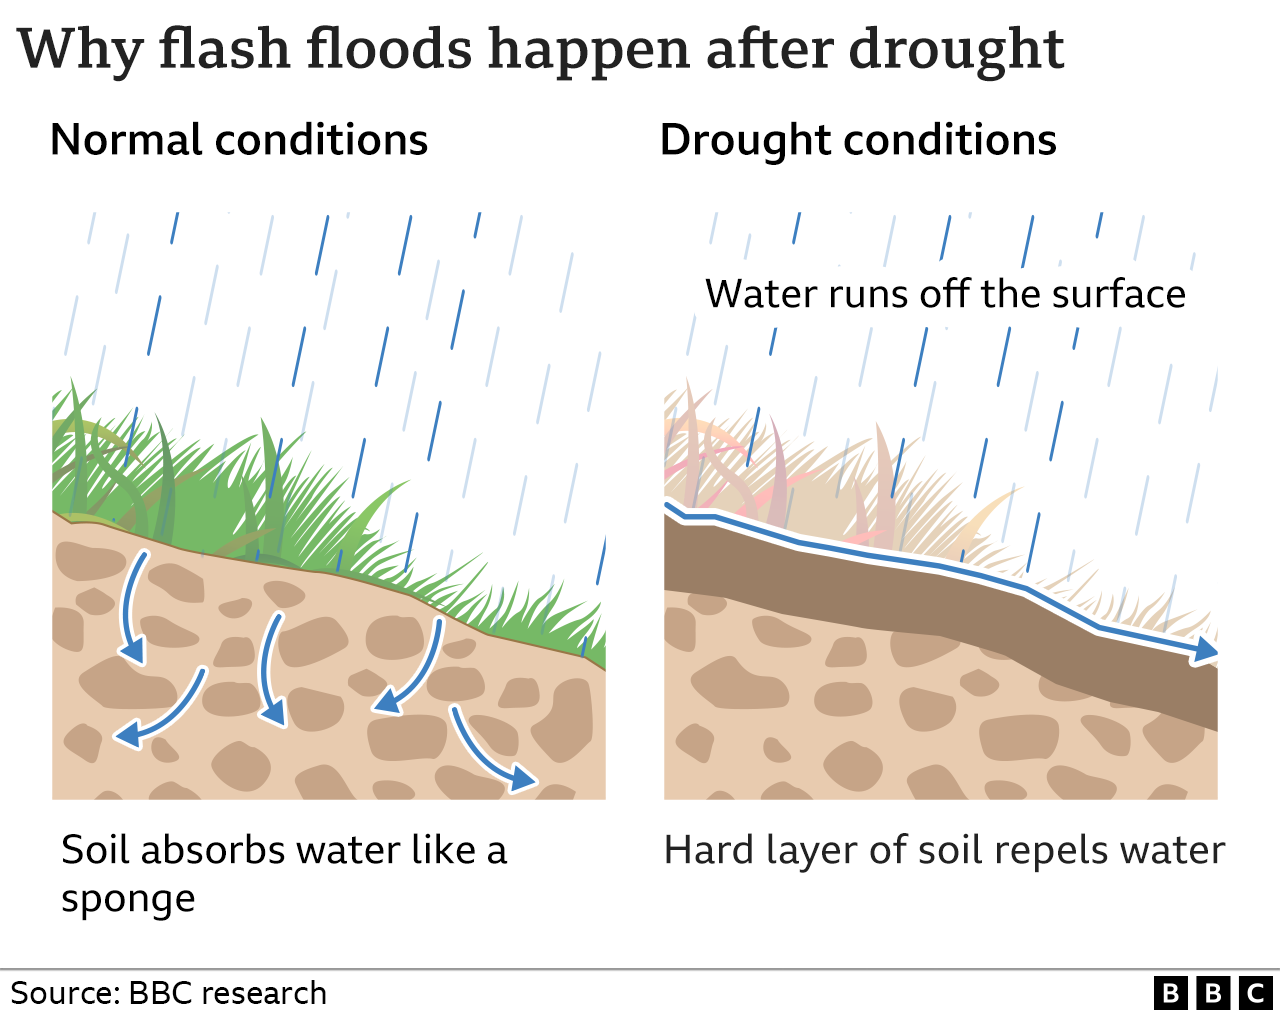 Why flash floods happen after drought
Normal conditions
Drought conditions
Water runs off the surface
Soil absorbs water like a
sponge
Hard layer of soil repels water
Source: BBC research
BBC